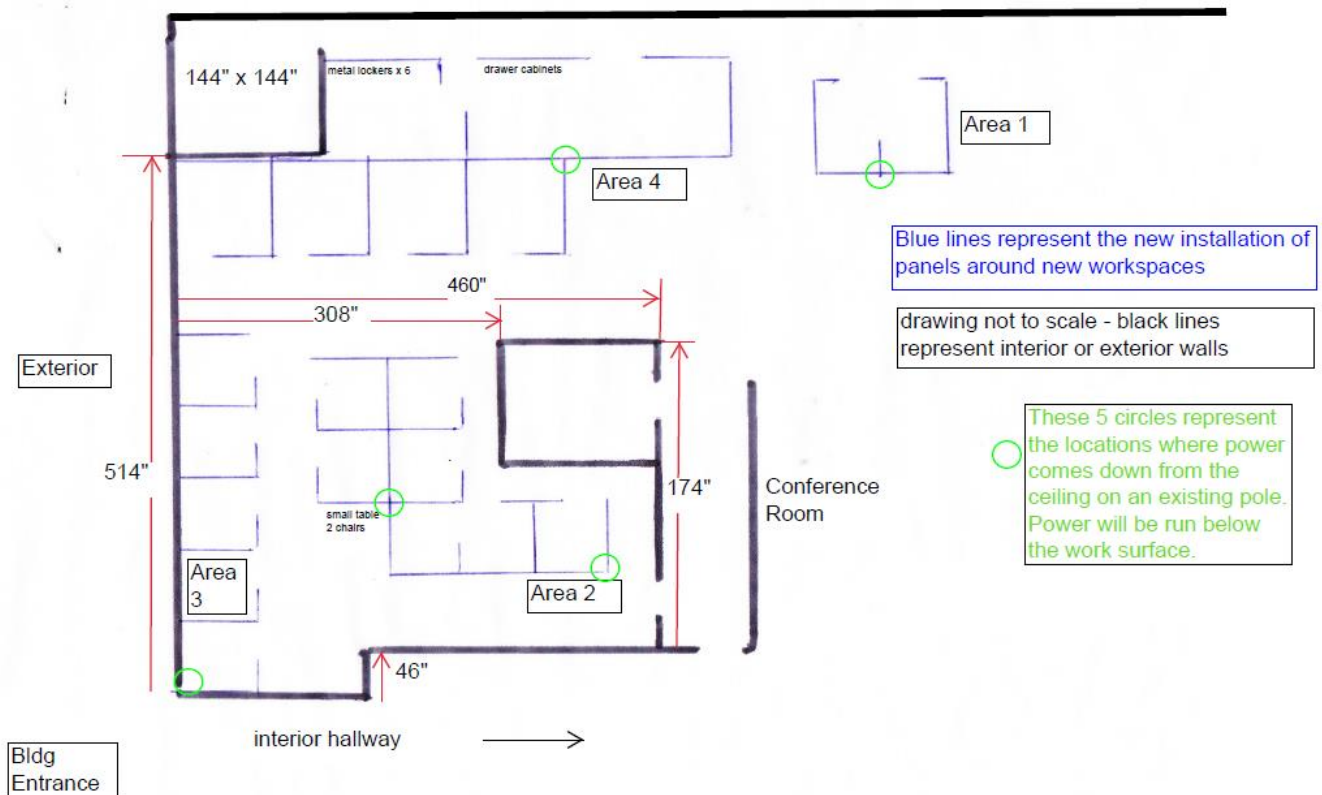 144" x 144"
metal lockers x 6
drawer cabinets
Area 1
Area 4
Blue lines represent the new installation of
panels around new workspaces
460"
308"
drawing not to scale - black lines
represent interior or exterior walls
Exterior
These 5 circles represent
the locations where power
comes down from the
ceiling on an existing pole.
Power will be run below
the work surface.
514"
174"
Conference
Room
small table
2 chairs
Area
3
Area 2
46"
interior hallway
Bldg
Entrance